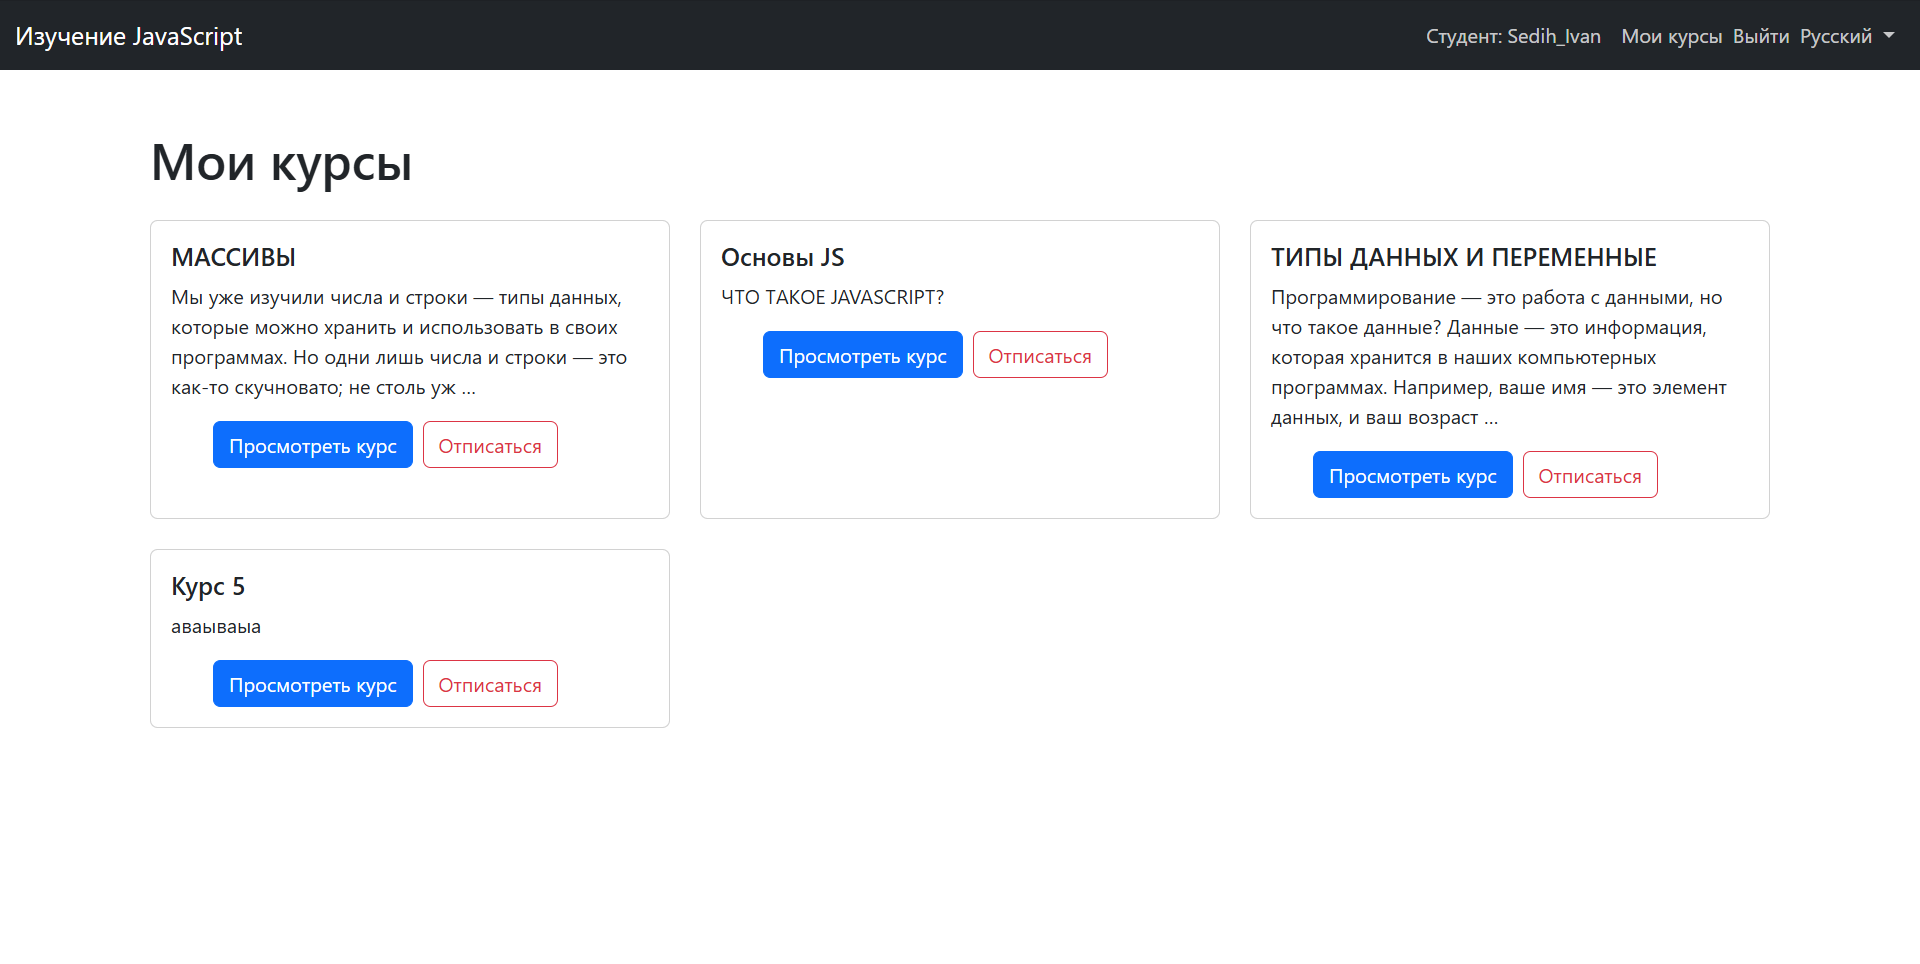 Изучение JavaScript
Студент: Sedih_Ivan Мои курсы Выйти Русский
Мои курсы
МАССИВЫ
Мы уже изучили числа и строки — типы данных,
которые можно хранить и использовать в своих
программах. Но одни лишь числа и строки — это
как-то скучновато; не столь уж ...
Просмотреть курс Отписаться
Основы JS
ЧТО ТАКОЕ JAVASCRIPT?
Просмотреть курс Отписаться
ТИПЫ ДАННЫХ И ПЕРЕМЕННЫЕ
Программирование — это работа с данными, но
что такое данные? Данные — это информация,
которая хранится в наших компьютерных
программах. Например, ваше имя — это элемент
данных, и ваш возраст ...
Просмотреть курс Отписаться
Курс 5
аваываыа
Просмотреть курс Отписаться